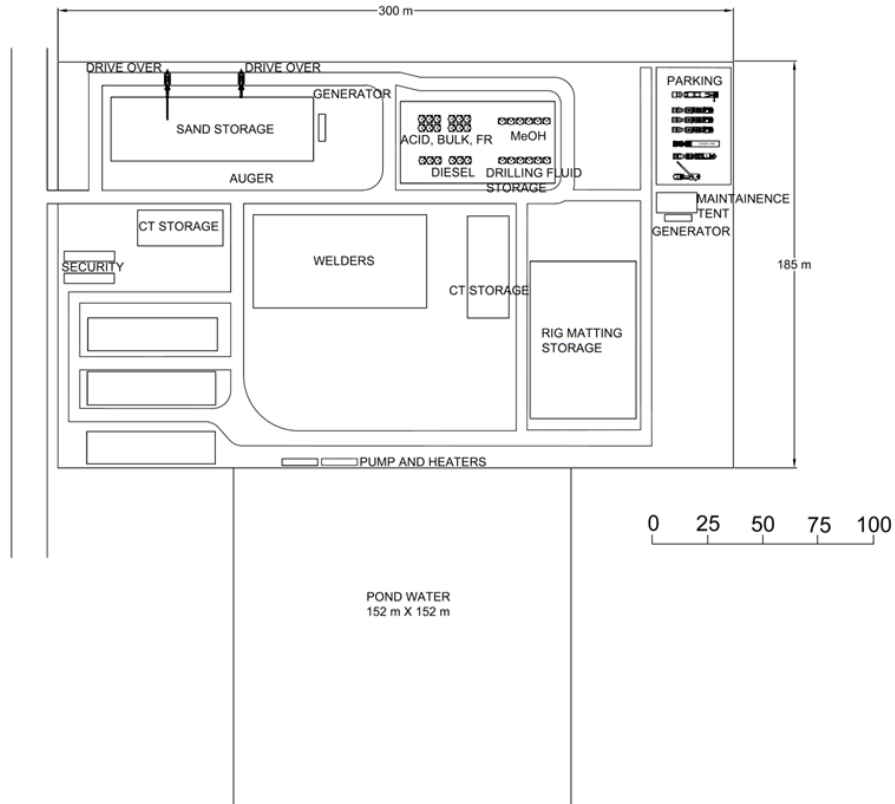 300 m
DRIVE OVER
DRIVE OVER
GENERATOR
SAND STORAGE
AUGER
ACID, BULK, FR
MeOH
DIESEL
DRILLING FLUID
STORAGE
PARKING
MAINTAINENCE
TENT
GENERATOR
CT STORAGE
SECURITY
WELDERS
CT STORAGE
185 m
RIG MATTING
STORAGE
PUMP AND HEATERS
0 25 50 75 100
POND WATER
152 m X 152 m